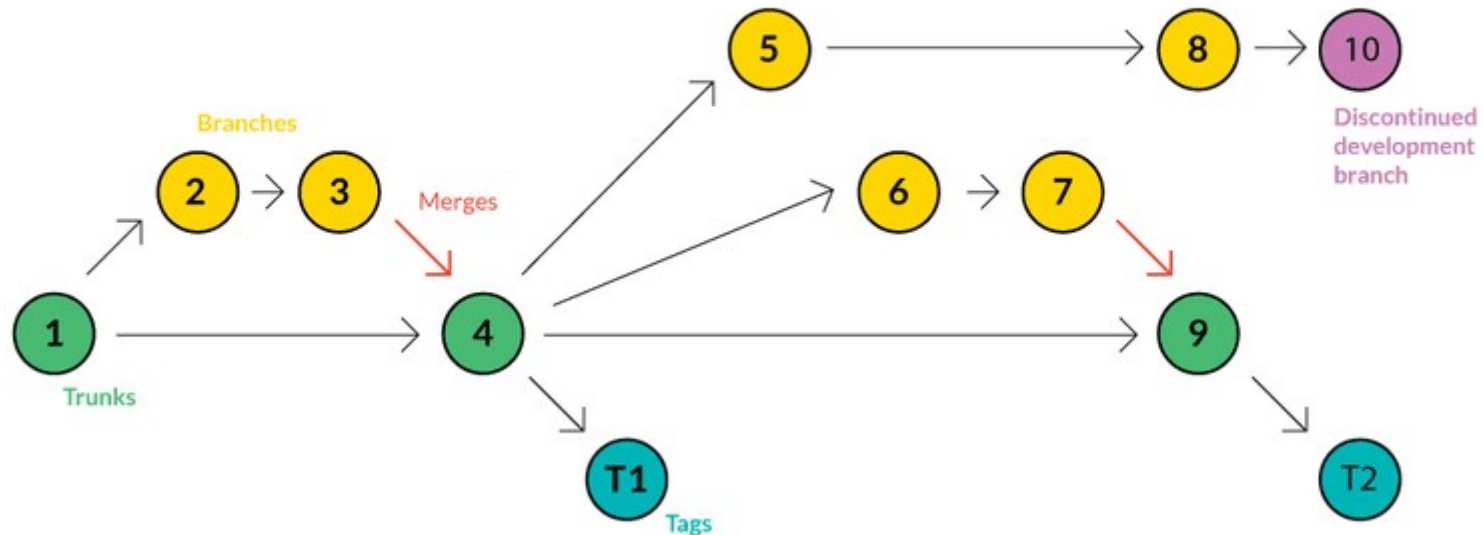 5
8
10
Discontinued
development
branch
Branches
2
3
Merges
6
7
1
Trunks
4
9
T1
Tags
T2